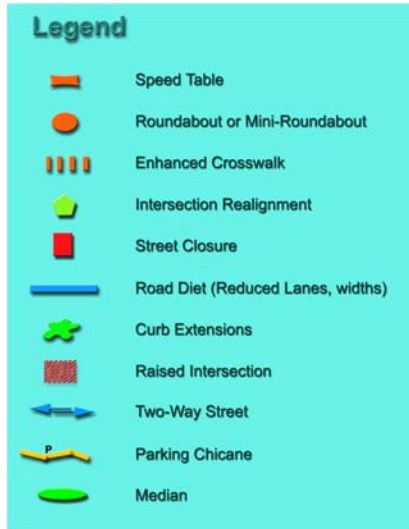 Legend
Speed Table
Roundabout or Mini-Roundabout
Enhanced Crosswalk
Intersection Realignment
Street Closure
Road Diet (Reduced Lanes, widths)
Curb Extensions
Raised Intersection
Two-Way Street
P
Parking Chicane
Median